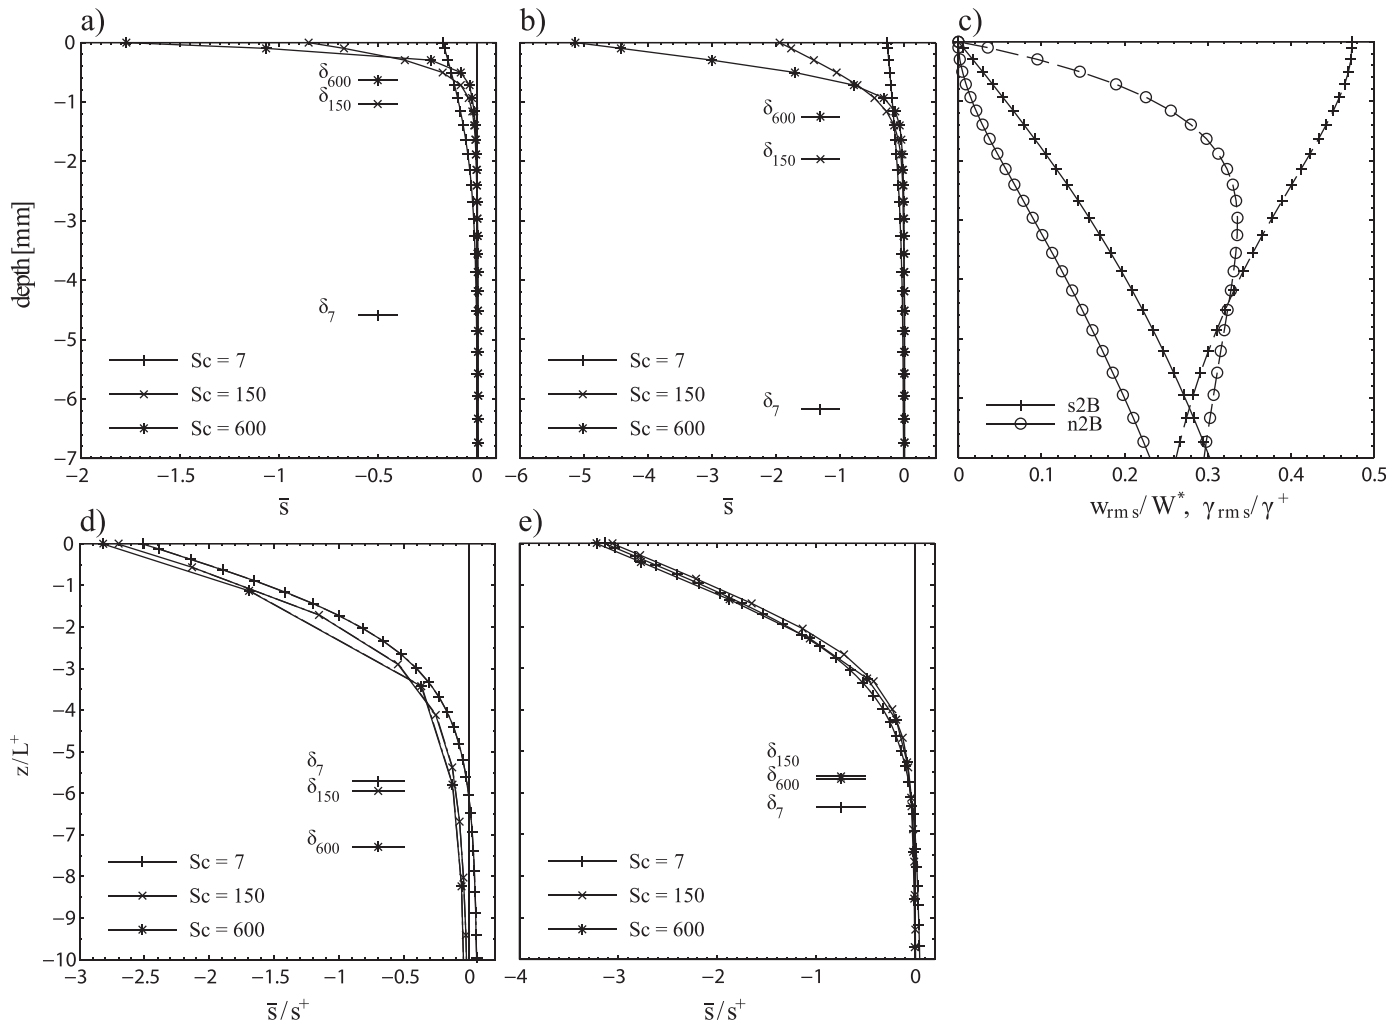 a)
0
−1
−2
−3
−4
−5
−6
−7
depth[mm]
−2
−1.5
−1
−0.5
0
s̅
δ600
δ150
δ7
Sc = 7
Sc = 150
Sc = 600
b)
−6
−5
−4
−3
−2
−1
0
s̅
δ600
δ150
δ7
Sc = 7
Sc = 150
Sc = 600
c)
s2B
n2B
0
0.1
0.2
0.3
0.4
0.5
wrms/W*, γrms/γ+
d)
0
−1
−2
−3
−4
−5
−6
−7
−8
−9
−10
z/L+
δ7
δ150
δ600
Sc = 7
Sc = 150
Sc = 600
−3
−2.5
−2
−1.5
−1
−0.5
0
s̅/s+
e)
δ150
δ600
δ7
Sc = 7
Sc = 150
Sc = 600
−4
−3
−2
−1
0
s̅/s+